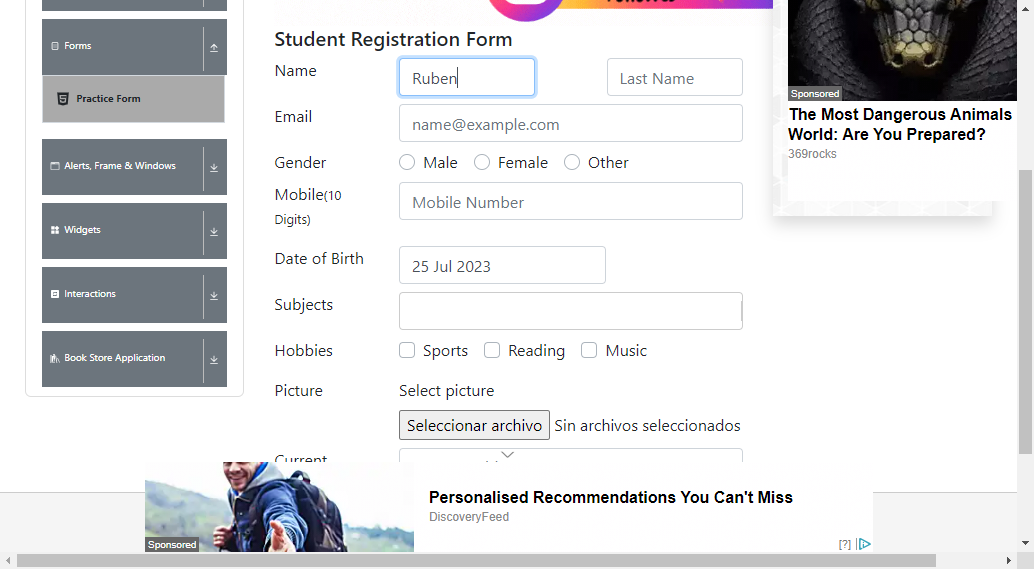 Student Registration Form
Forms
Name
Ruben
Last Name
Practice Form
Email
name@example.com
Gender
Male
Female
Other
Alerts, Frame & Windows
Mobile(10
Digits)
Mobile Number
Widgets
Date of Birth
25 Jul 2023
Interactions
Subjects
Hobbies
Sports
Reading
Music
Book Store Application
Picture
Select picture
Seleccionar archivo
Sin archivos seleccionados
Current
Sponsored
The Most Dangerous Animals
World: Are You Prepared?
369rocks
Personalised Recommendations You Can't Miss
DiscoveryFeed
Sponsored
[?]